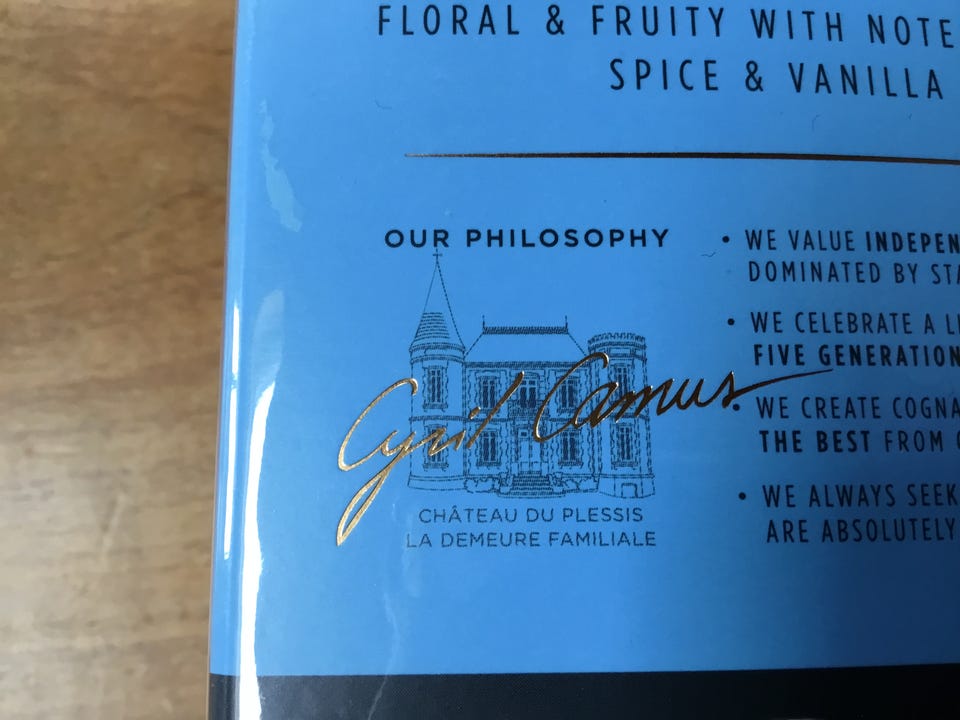 FLORAL & FRUITY WITH NOTE
SPICE & VANILLA
OUR PHILOSOPHY
Cyril Camus
CHÂTEAU DU PLESSIS
LA DEMEURE FAMILIALE
• WE VALUE INDEPEN
DOMINATED BY STA
• WE CELEBRATE A LI
FIVE GENERATION
• WE CREATE COGNA
THE BEST FROM
• WE ALWAYS SEEK
ARE ABSOLUTELY